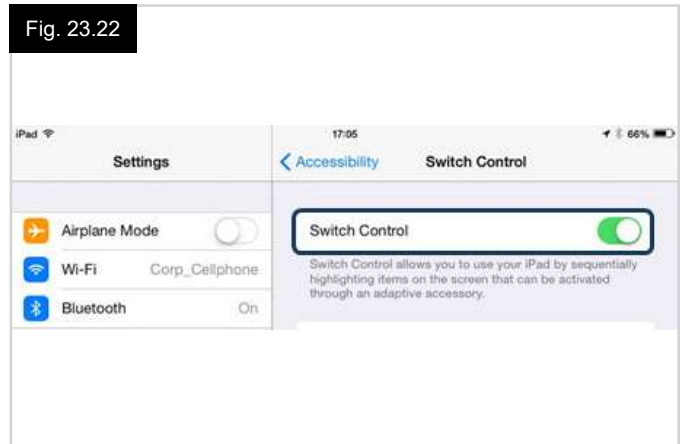 Fig. 23.22
iPad 17:05 66%
Settings
Accessibility Switch Control
Airplane Mode
Wi-Fi Corp_Cellphone
Bluetooth On
Switch Control
Switch Control allows you to use your iPad by sequentially
highlighting items on the screen that can be activated
through an adaptive accessory.